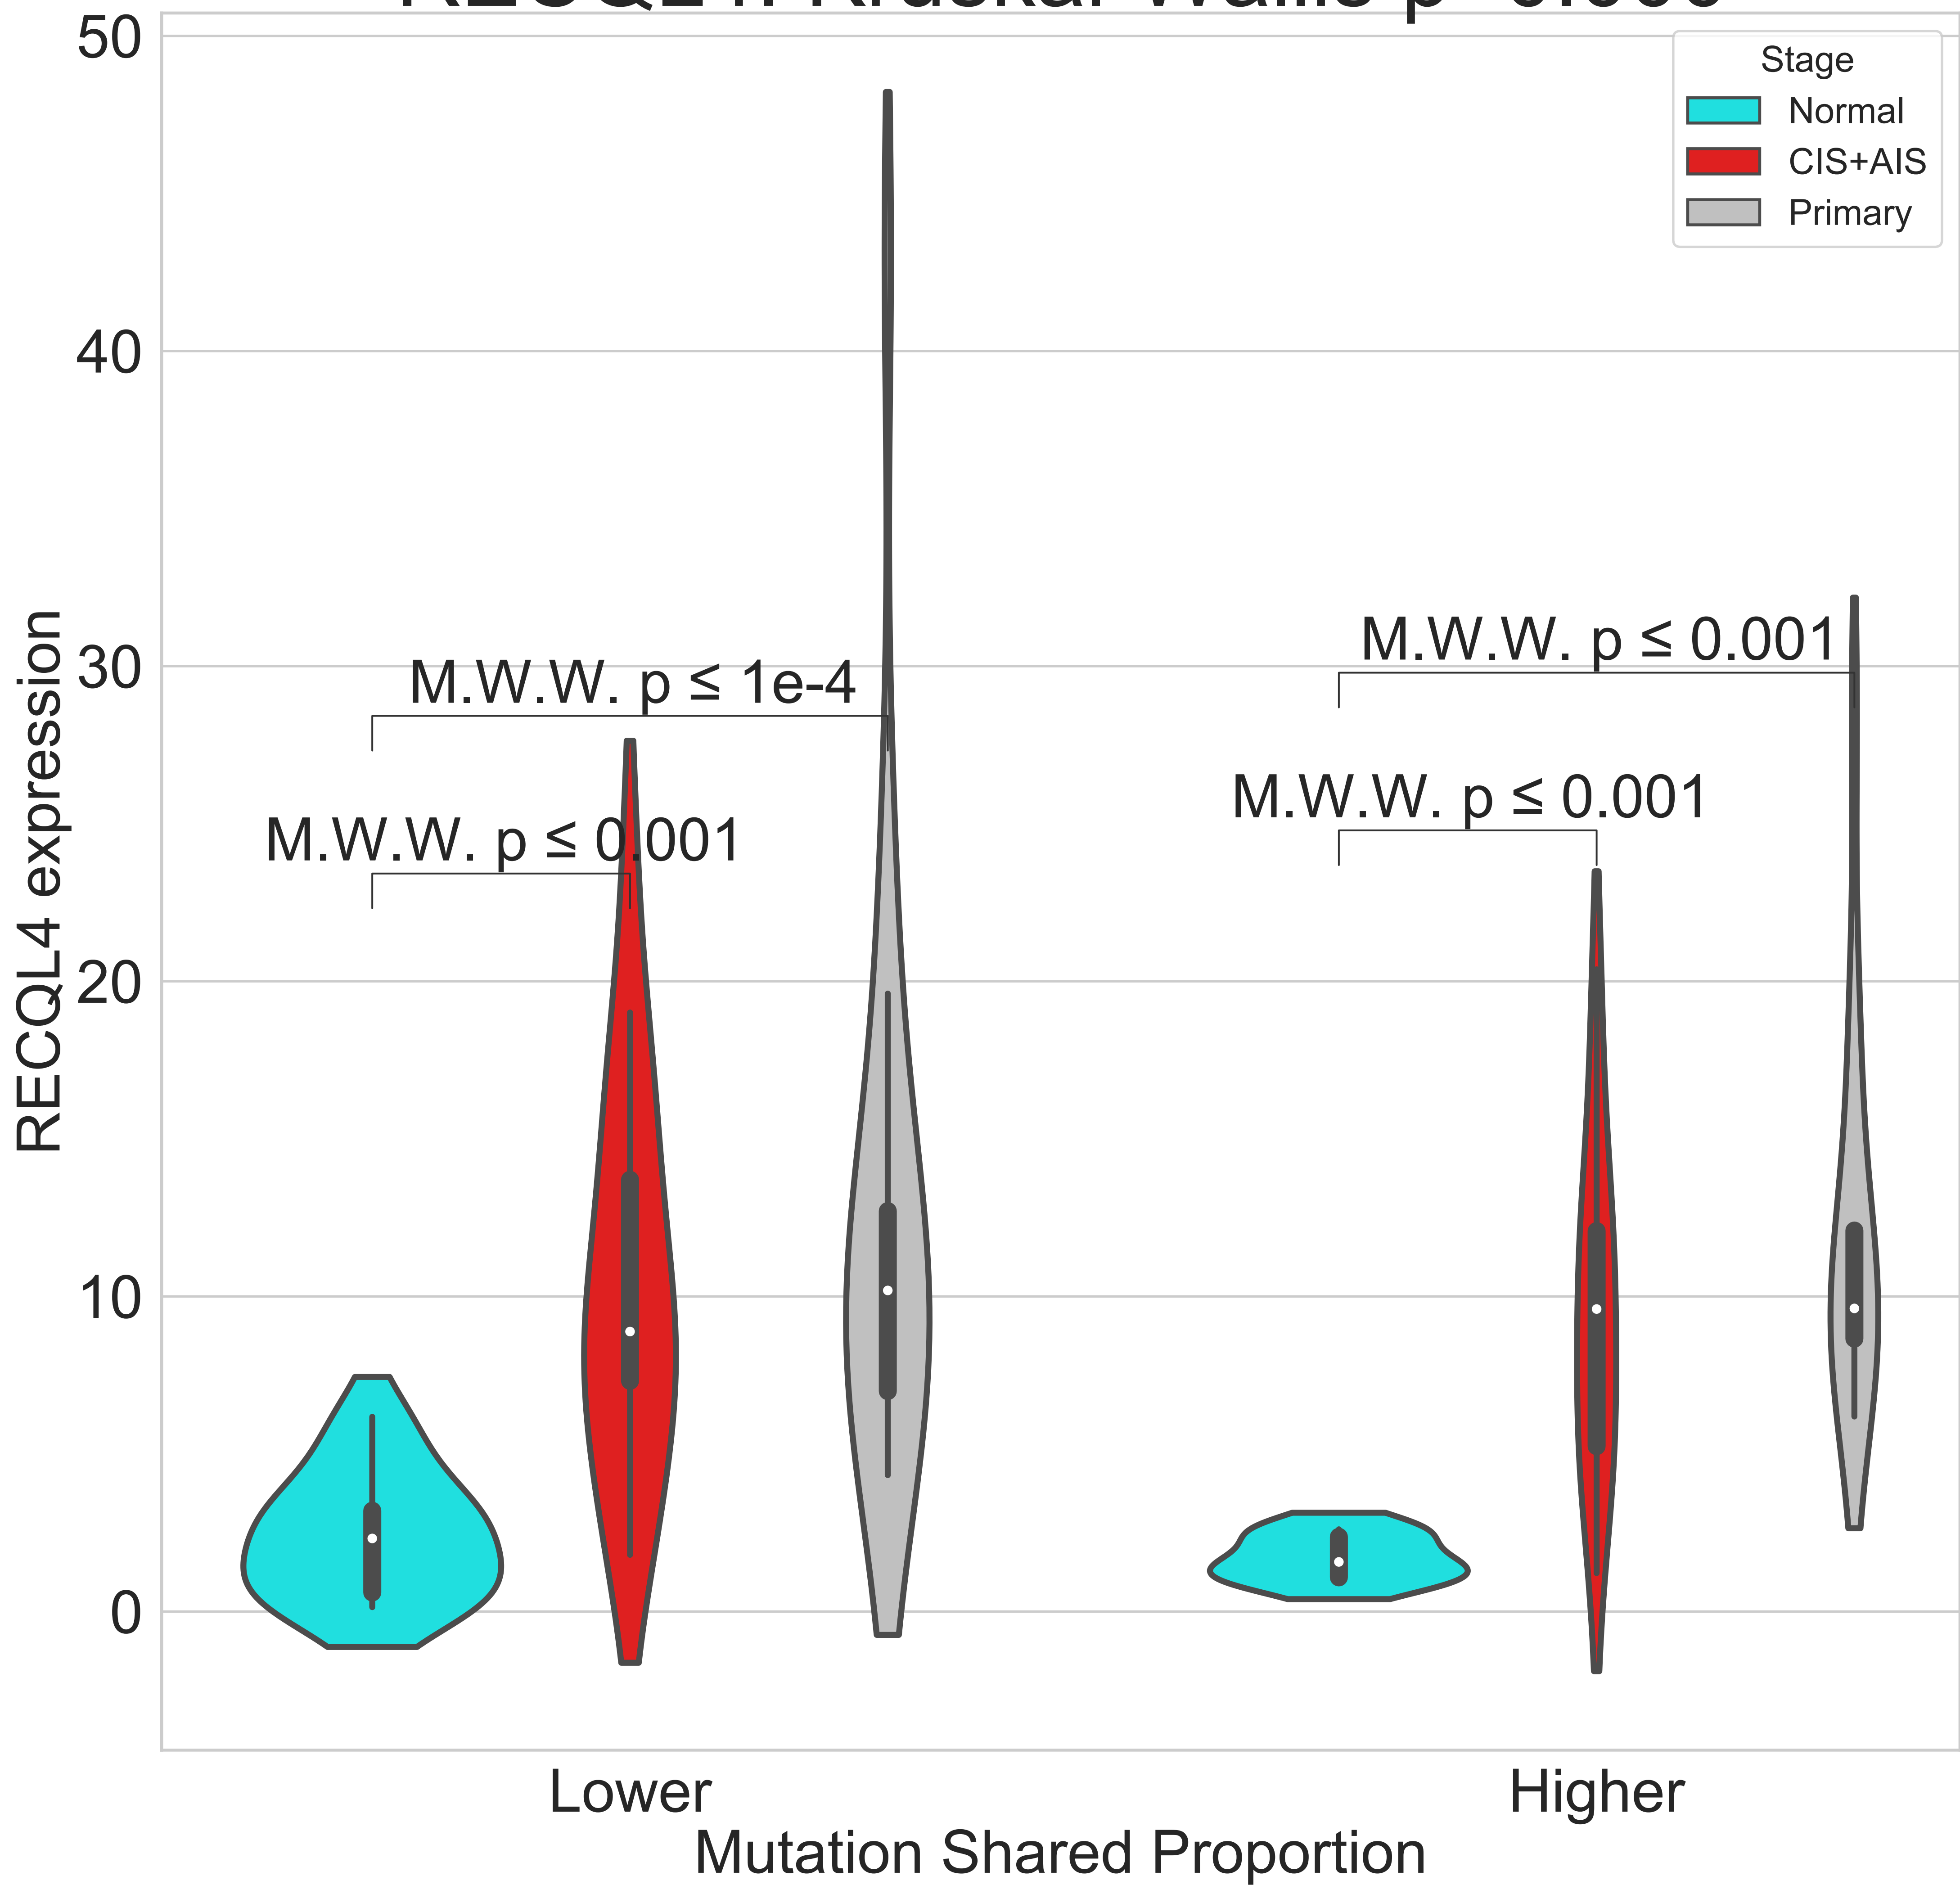 50
40
30
20
10
0
RECQL4 expression
Stage
Normal
CIS+AIS
Primary
M.W.W. p ≤ 0.001
M.W.W. p ≤ 1e-4
M.W.W. p ≤ 0.001
M.W.W. p ≤ 0.001
Lower
Higher
Mutation Shared Proportion